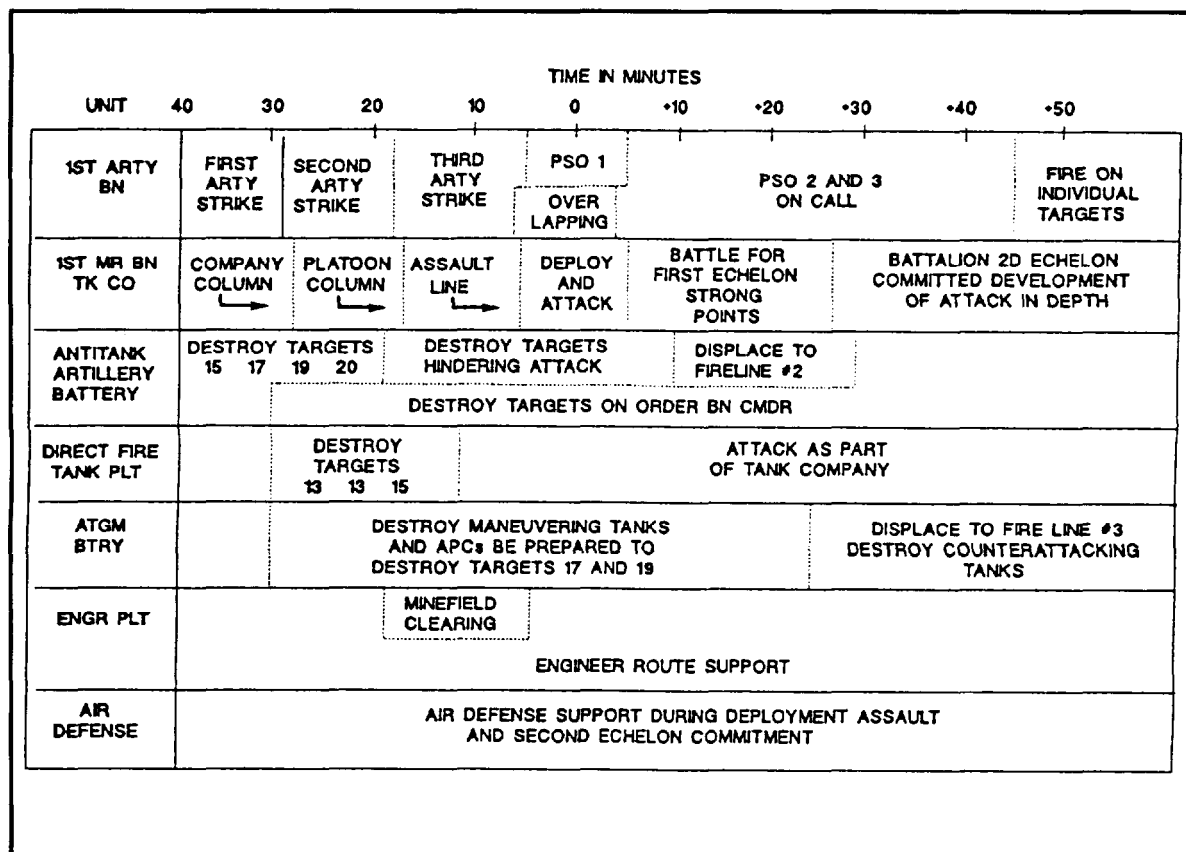 TIME IN MINUTES
UNIT 40 30 20 10 0 +10 +20 +30 +40 +50
1ST ARTY
BN
FIRST
ARTY
STRIKE
SECOND
ARTY
STRIKE
THIRD
ARTY
STRIKE
PSO 1
OVER
LAPPING
PSO 2 AND 3
ON CALL
FIRE ON
INDIVIDUAL
TARGETS
1ST MR BN
TK CO
COMPANY
COLUMN
PLATOON
COLUMN
ASSAULT
LINE
DEPLOY
AND
ATTACK
BATTLE FOR
FIRST ECHELON
STRONG
POINTS
BATTALION 2D ECHELON
COMMITTED DEVELOPMENT
OF ATTACK IN DEPTH
ANTITANK
ARTILLERY
BATTERY
DESTROY TARGETS
15 17 19 20
DESTROY TARGETS
HINDERING ATTACK
DISPLACE TO
FIRELINE #2
DESTROY TARGETS ON ORDER BN CMDR
DIRECT FIRE
TANK PLT
DESTROY
TARGETS
13 13 15
ATTACK AS PART
OF TANK COMPANY
ATGM
BTRY
DESTROY MANEUVERING TANKS
AND APCs BE PREPARED TO
DESTROY TARGETS 17 AND 19
DISPLACE TO FIRE LINE #3
DESTROY COUNTERATTACKING
TANKS
ENGR PLT
MINEFIELD
CLEARING
ENGINEER ROUTE SUPPORT
AIR
DEFENSE
AIR DEFENSE SUPPORT DURING DEPLOYMENT ASSAULT
AND SECOND ECHELON COMMITMENT